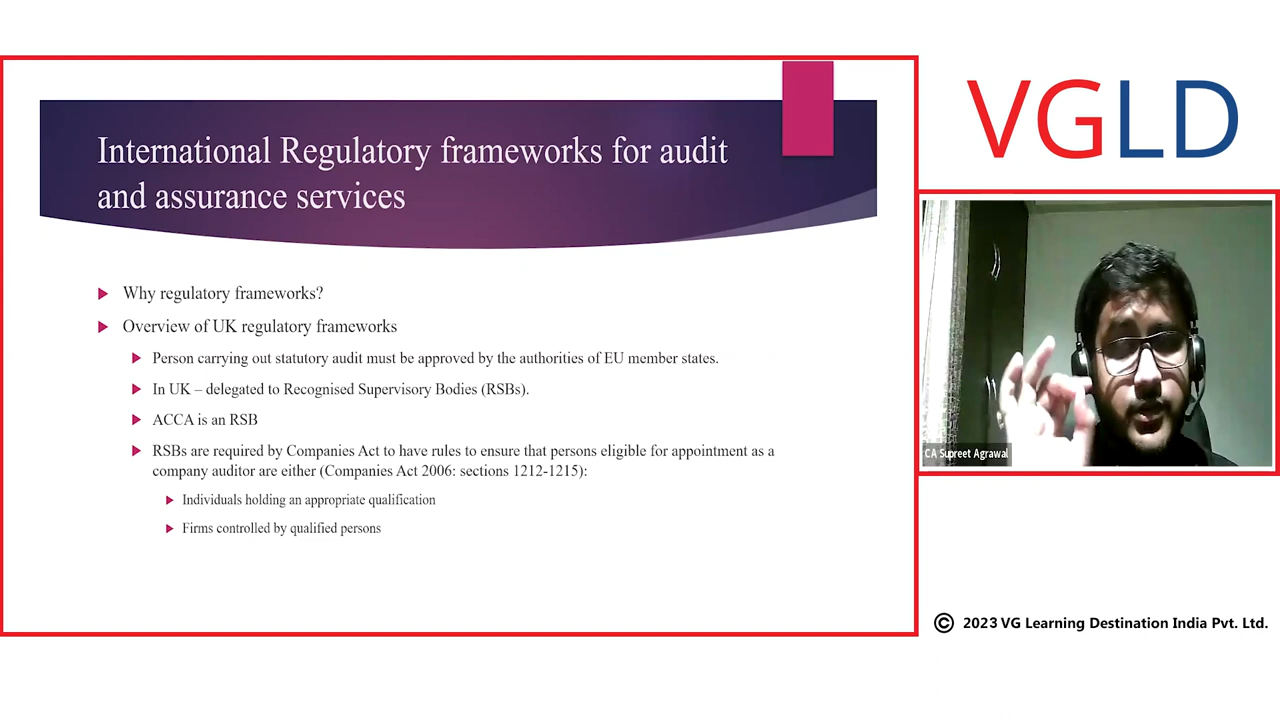 International Regulatory frameworks for audit
and assurance services
Why regulatory frameworks?
Overview of UK regulatory frameworks
Person carrying out statutory audit must be approved by the authorities of EU member states.
In UK – delegated to Recognised Supervisory Bodies (RSBs).
ACCA is an RSB
RSBs are required by Companies Act to have rules to ensure that persons eligible for appointment as a
company auditor are either (Companies Act 2006: sections 1212-1215):
Individuals holding an appropriate qualification
Firms controlled by qualified persons
VGLD
CA Supreet Agrawal
© 2023 VG Learning Destination India Pvt. Ltd.